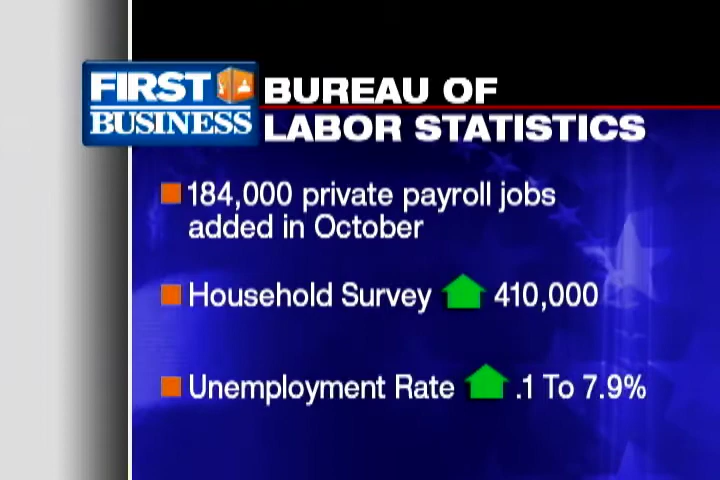 FIRST
BUSINESS
BUREAU OF
LABOR STATISTICS
184,000 private payroll jobs
added in October
Household Survey 410,000
Unemployment Rate .1 To 7.9%